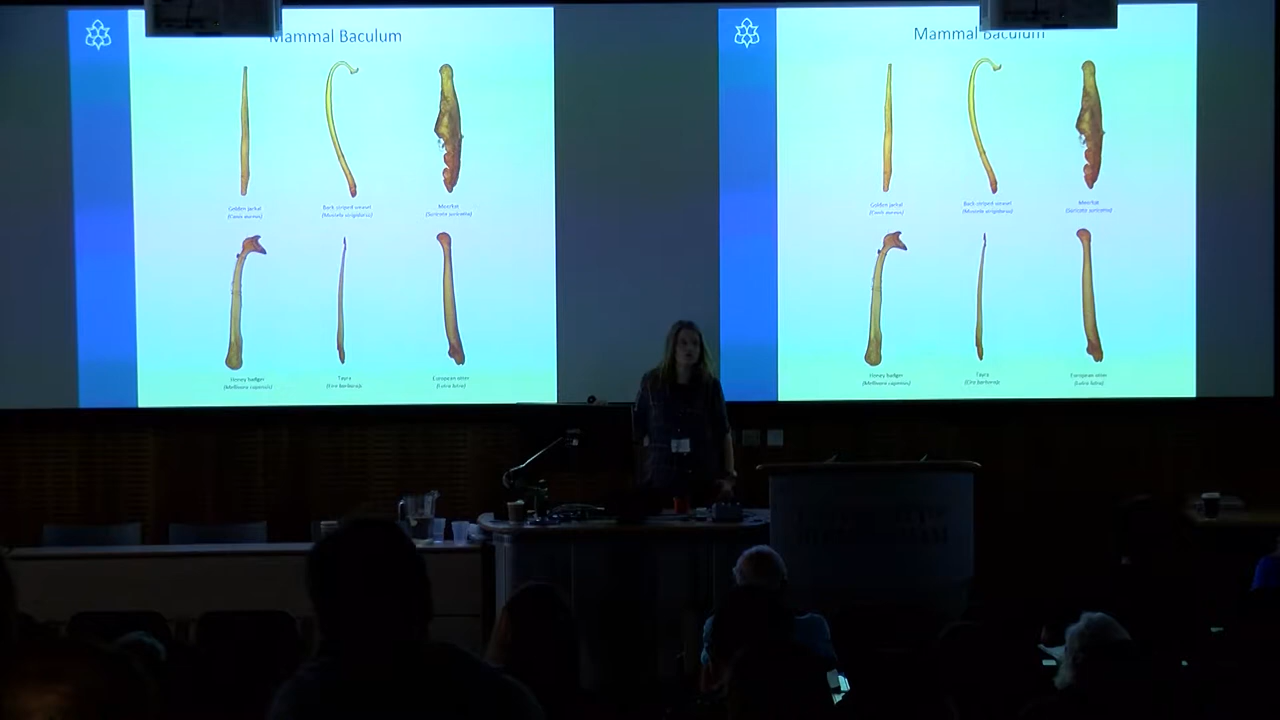 Mammal Baculum
Golden jackal
(Canis aureus)
Back striped weasel
(Mustela strigidorsa)
Meerkat
(Suricata suricatta)
Honey badger
(Mellivora capensis)
Tayra
(Eira barbara)
European otter
(Lutra lutra)
Mammal Baculum
Golden jackal
(Canis aureus)
Back striped weasel
(Mustela strigidorsa)
Meerkat
(Suricata suricatta)
Honey badger
(Mellivora capensis)
Tayra
(Eira barbara)
European otter
(Lutra lutra)